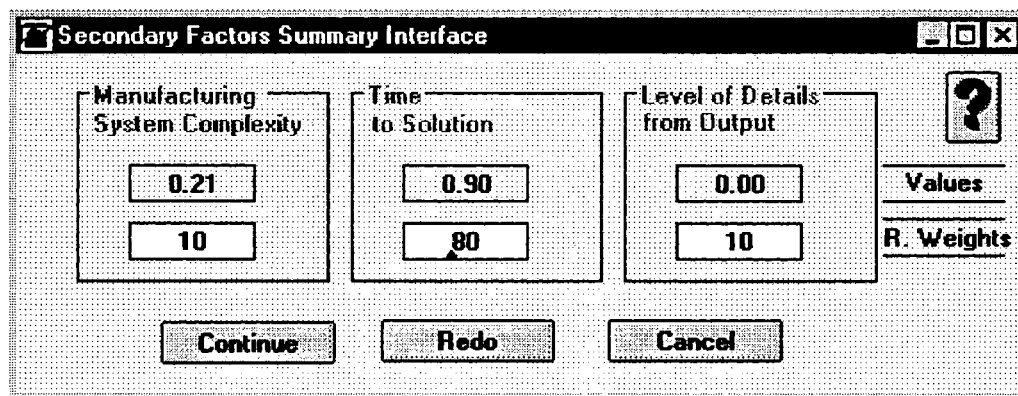 Secondary Factors Summary Interface
Manufacturing
System Complexity
Time
to Solution
Level of Details
from Output
?
0.21
0.90
0.00
Values
10
80
10
R. Weights
Continue
Redo
Cancel